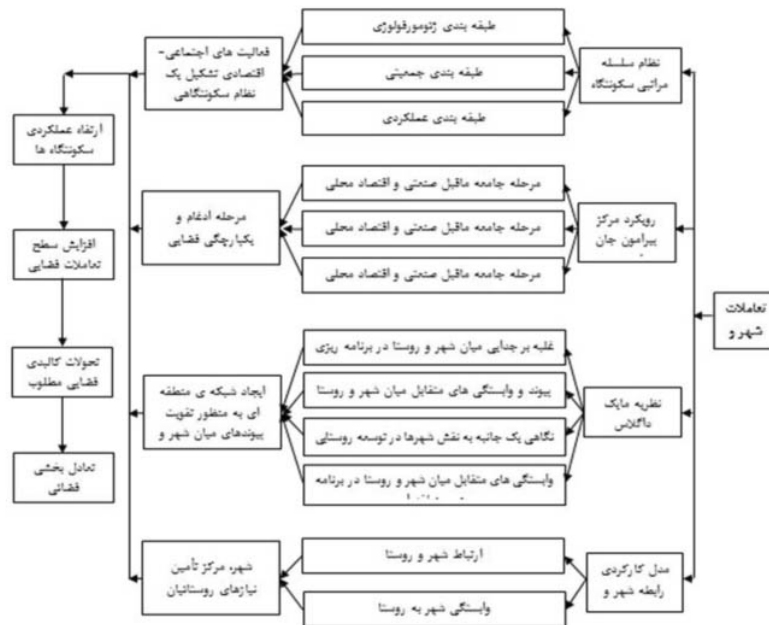 تعاملات
شهر و
نظام سلسله
مراتبی سکونتگاه
رویکرد مرکز
پیرامون جان
نظریه مایک
داگلاس
مدل کارکردی
رابطه شهر و
طبقه بندی ژئومورفولوژی
طبقه بندی جمعیتی
طبقه بندی عملکردی
مرحله جامعه ماقبل صنعتی و اقتصاد محلی
مرحله جامعه ماقبل صنعتی و اقتصاد محلی
مرحله جامعه ماقبل صنعتی و اقتصاد محلی
غلبه بر جدایی میان شهر و روستا در برنامه ریزی
پیوند و وابستگی های متقابل میان شهر و روستا
نگاهی یک جانبه به نقش شهرها در توسعه روستایی
وابستگی های متقابل میان شهر و روستا در برنامه
ارتباط شهر و روستا
وابستگی شهر به روستا
فعالیت های اجتماعی-
اقتصادی تشکیل یک
نظام سکونتگاهی
مرحله ادغام و
یکپارچگی فضایی
ایجاد شبکه ی منطقه
ای به منظور تقویت
پیوندهای میان شهر و
شهر، مرکز تأمین
نیازهای روستائیان
ارتقاء عملکردی
سکونتگاه ها
افزایش سطح
تعاملات فضایی
تحولات کالبدی
فضایی مطلوب
تعادل بخشی
فضائی